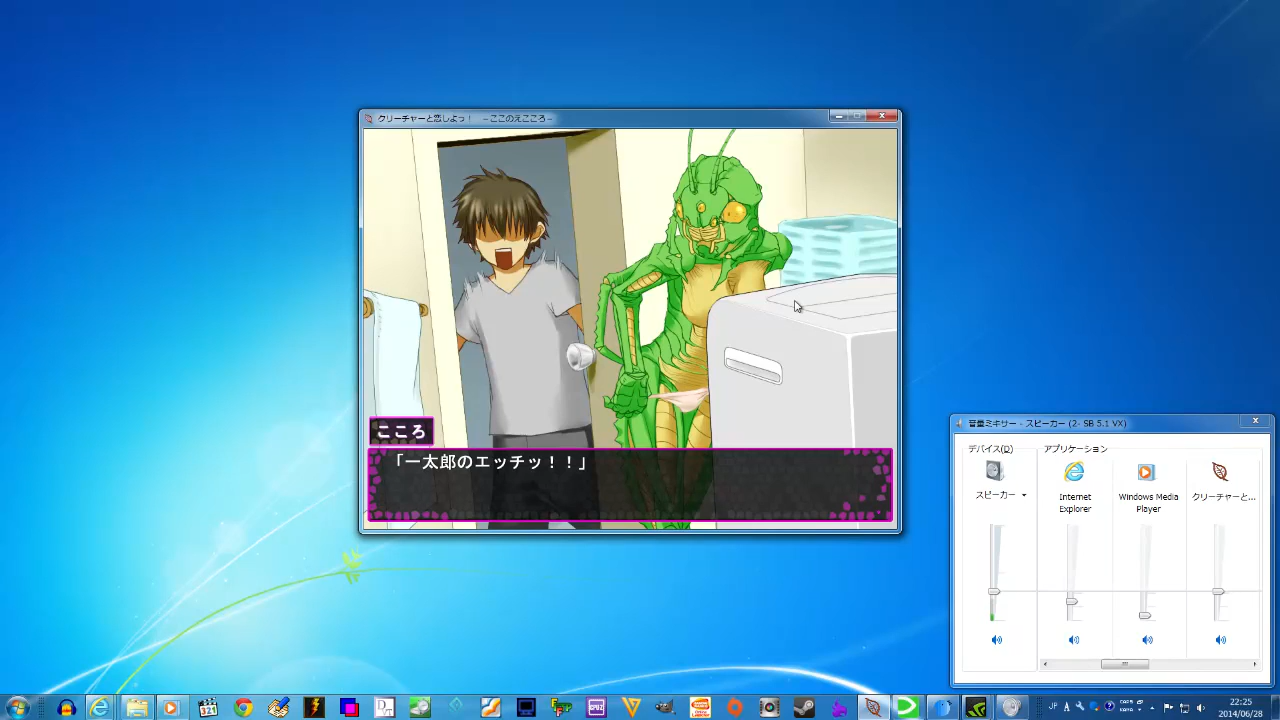 クリーチャーと恋しよっ！　－ここのえこころ－
こころ
「一太郎のエッチッ！！」
音量ミキサー - スピーカー (2- SB 5.1 VX)
デバイス(D)
アプリケーション
スピーカー
Internet Explorer
Windows Media Player
クリーチャーと...
321
JP
22:25
2014/06/28